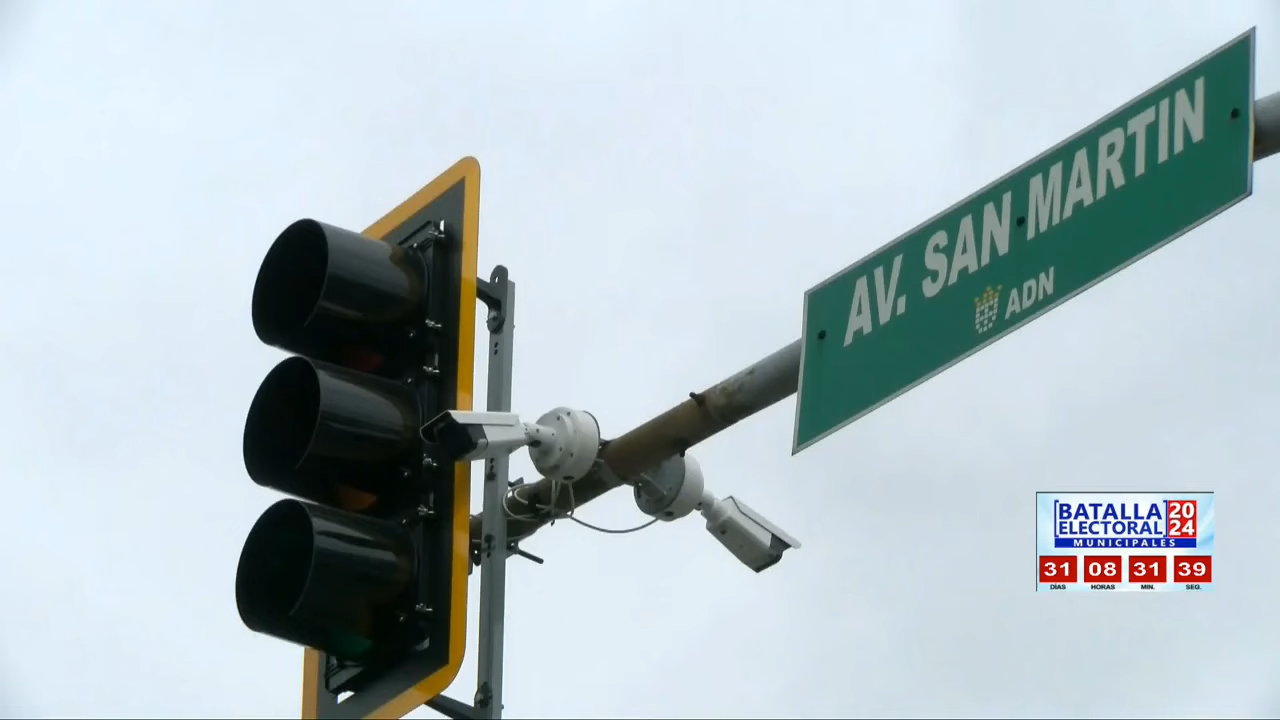 AV. SAN MARTIN
ADN
BATALLA
ELECTORAL
20
24
MUNICIPALES
31 08 31 39
DÍAS HORAS MIN. SEG.